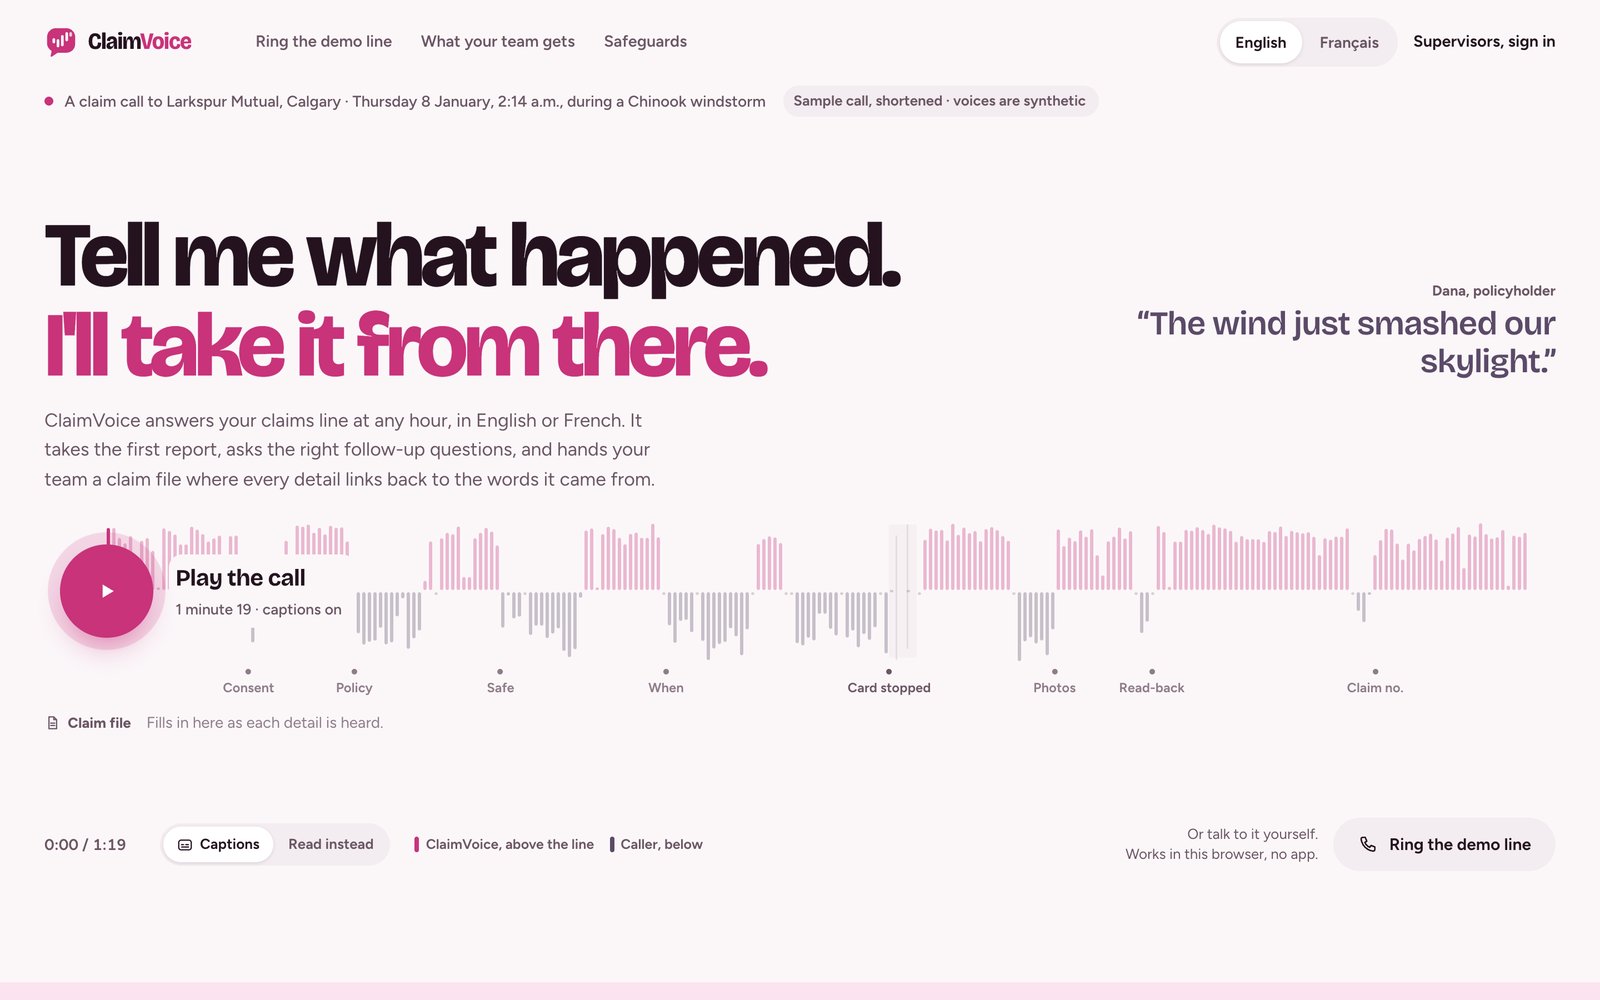 ClaimVoice
Ring the demo line
What your team gets
Safeguards
English
Français
Supervisors, sign in
A claim call to Larkspur Mutual, Calgary · Thursday 8 January, 2:14 a.m., during a Chinook windstorm
Sample call, shortened · voices are synthetic
Tell me what happened.
I'll take it from there.
Dana, policyholder
“The wind just smashed our
skylight.”
ClaimVoice answers your claims line at any hour, in English or French. It
takes the first report, asks the right follow-up questions, and hands your
team a claim file where every detail links back to the words it came from.
Play the call
1 minute 19 · captions on
Consent
Policy
Safe
When
Card stopped
Photos
Read-back
Claim no.
Claim file
Fills in here as each detail is heard.
0:00 / 1:19
Captions
Read instead
ClaimVoice, above the line
Caller, below
Or talk to it yourself.
Works in this browser, no app.
Ring the demo line